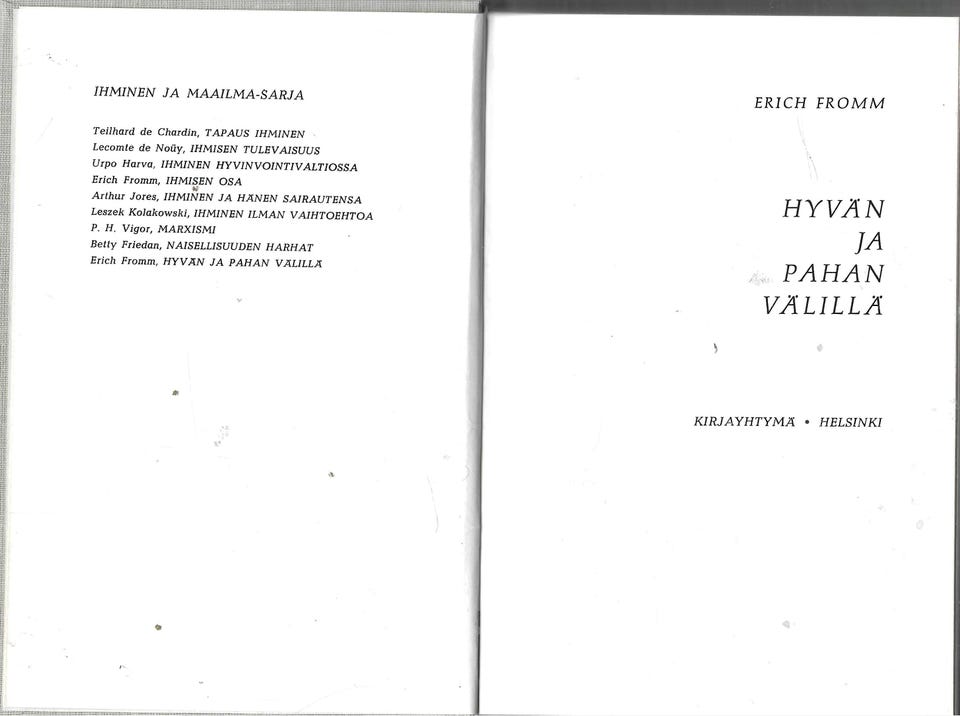 IHMINEN JA MAAILMA-SARJA
Teilhard de Chardin, TAPAUS IHMINEN
Lecomte de Noüy, IHMISEN TULEVAISUUS
Urpo Harva, IHMINEN HYVINVOINTIVALTIOSSA
Erich Fromm, IHMISEN OSA
Arthur Jores, IHMINEN JA HÄNEN SAIRAUTENSA
Leszek Kolakowski, IHMINEN ILMAN VAIHTOEHTOA
P. H. Vigor, MARXISMI
Betty Friedan, NAISELLISUUDEN HARHAT
Erich Fromm, HYVÄN JA PAHAN VÄLILLÄ
ERICH FROMM
HYVÄN
JA
PAHAN
VÄLILLÄ
KIRJAYHTYMÄ • HELSINKI